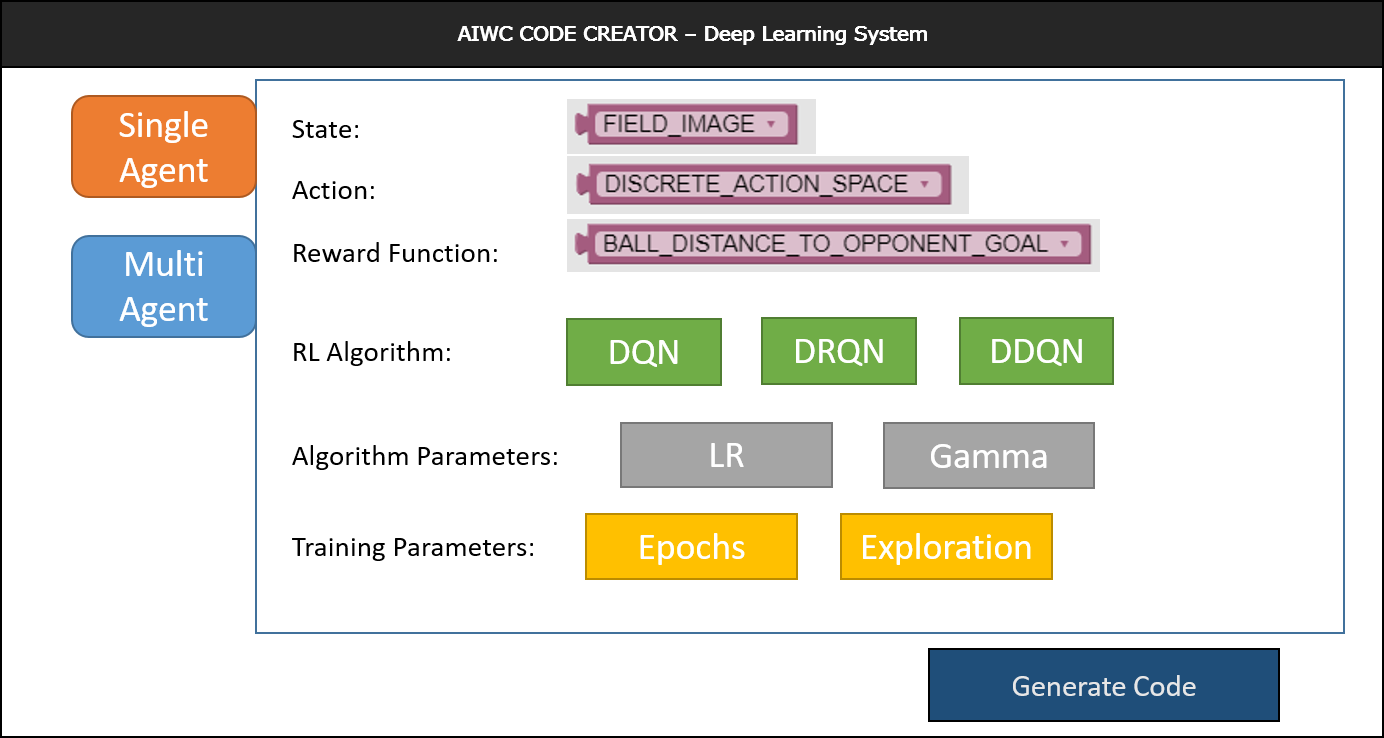 AIWC CODE CREATOR – Deep Learning System
Single
Agent
Multi
Agent
State:
FIELD_IMAGE
Action:
DISCRETE_ACTION_SPACE
Reward Function:
BALL_DISTANCE_TO_OPPONENT_GOAL
RL Algorithm:
DQN
DRQN
DDQN
Algorithm Parameters:
LR
Gamma
Training Parameters:
Epochs
Exploration
Generate Code